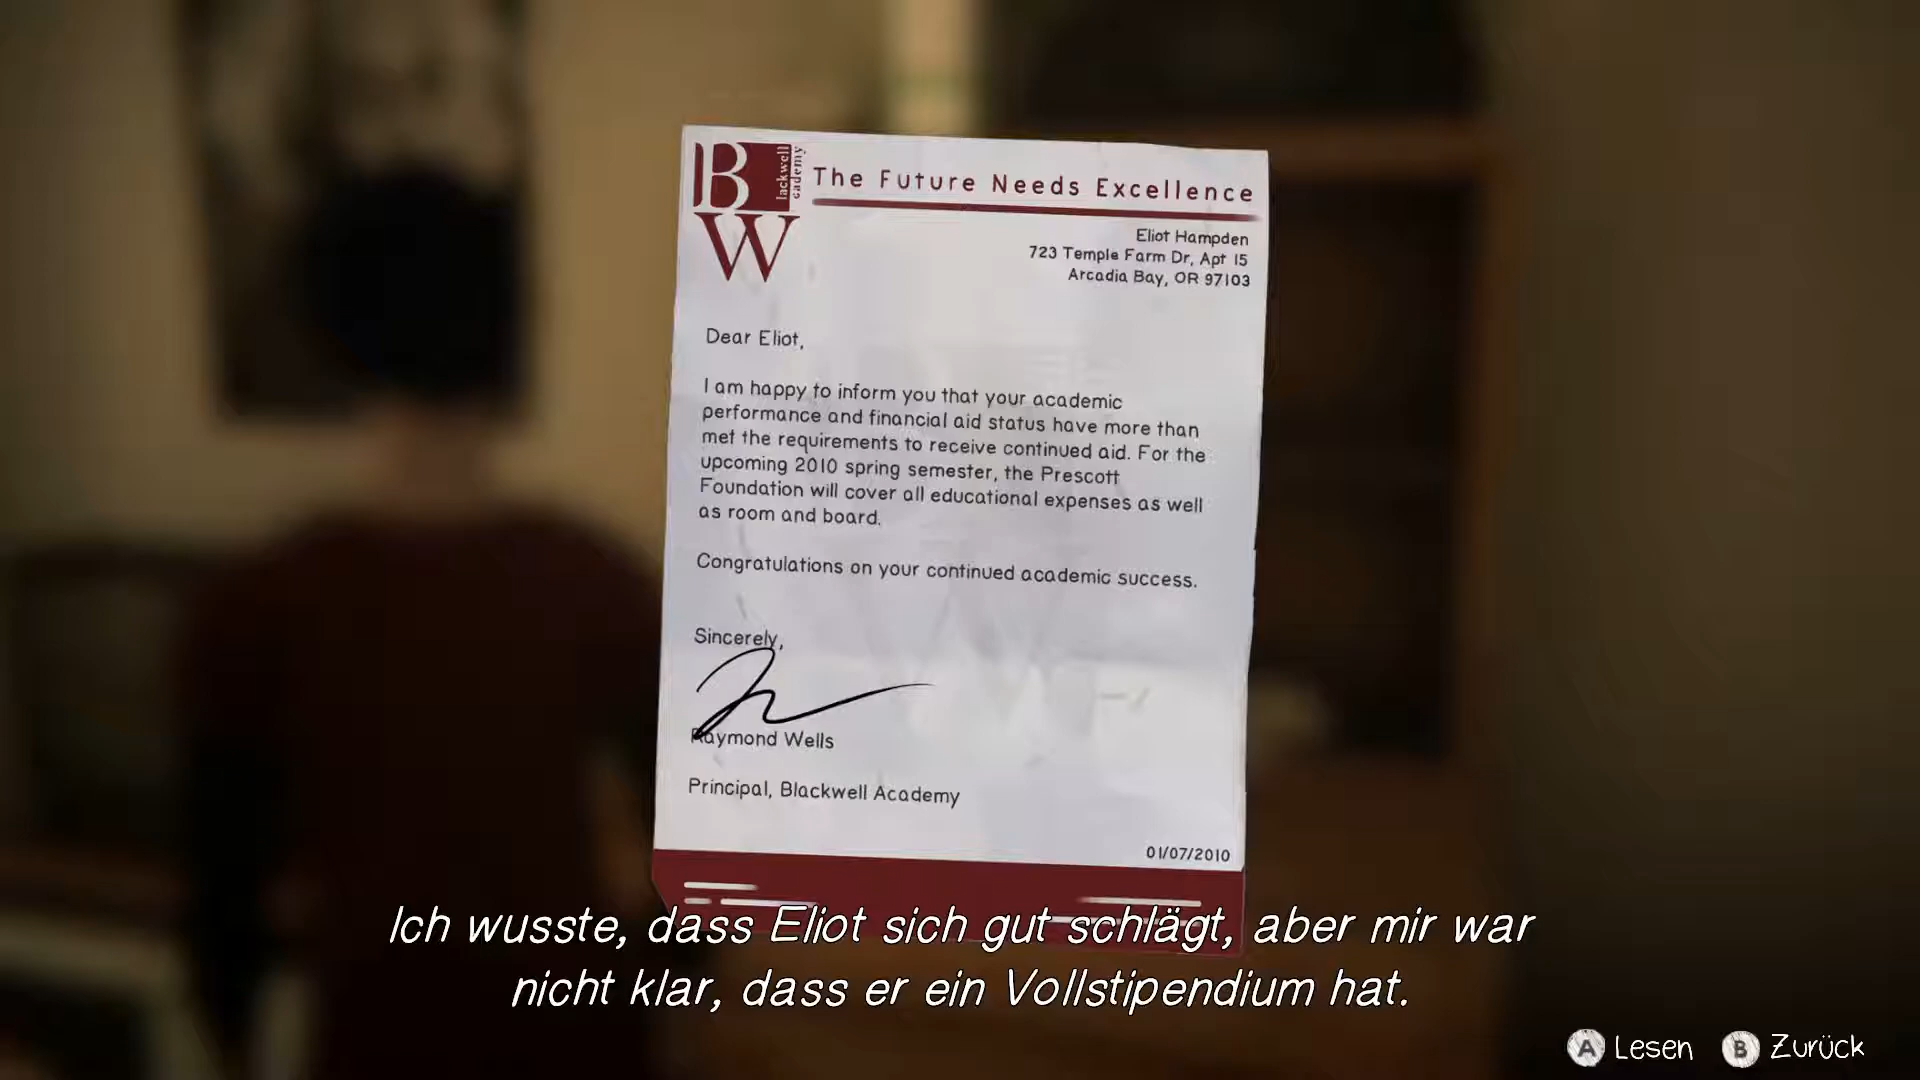 B
lackwell
cademy
W
The Future Needs Excellence
Eliot Hampden
723 Temple Farm Dr, Apt 15
Arcadia Bay, OR 97103
Dear Eliot,
I am happy to inform you that your academic
performance and financial aid status have more than
met the requirements to receive continued aid. For the
upcoming 2010 spring semester, the Prescott
Foundation will cover all educational expenses as well
as room and board.
Congratulations on your continued academic success.
Sincerely,
Raymond Wells
Principal, Blackwell Academy
01/07/2010
Ich wusste, dass Eliot sich gut schlägt, aber mir war
nicht klar, dass er ein Vollstipendium hat.
A Lesen B Zurück